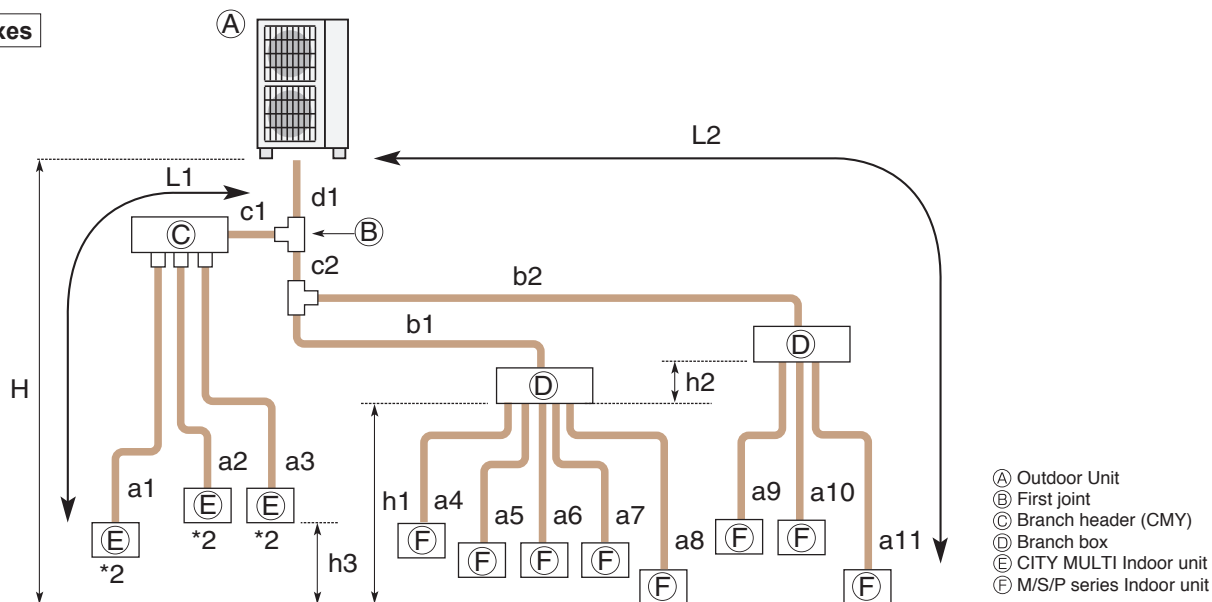 xes
Ⓐ
L2
L1
d1
c1
Ⓒ
Ⓑ
c2
b2
b1
Ⓓ
Ⓓ
h2
H
a1
a2
a3
h1
a4
a5
a6
a7
a8
a9
a10
a11
Ⓔ
Ⓔ
Ⓔ
*2
*2
*2
h3
Ⓕ
Ⓕ
Ⓕ
Ⓕ
Ⓕ
Ⓕ
Ⓕ
Ⓕ
Ⓐ Outdoor Unit
Ⓑ First joint
Ⓒ Branch header (CMY)
Ⓓ Branch box
Ⓔ CITY MULTI Indoor unit
Ⓕ M/S/P series Indoor unit